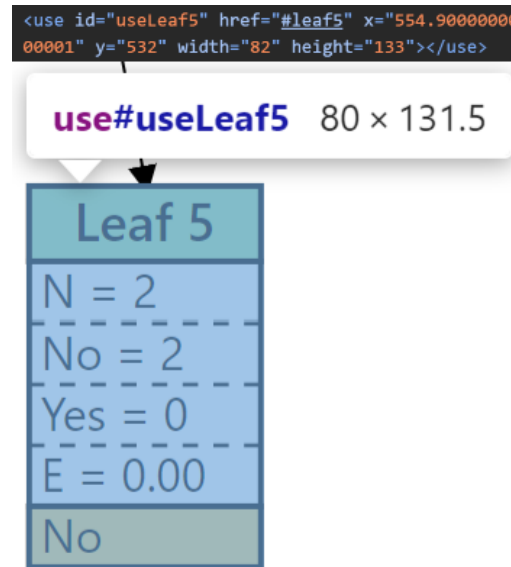 <use id="useLeaf5" href="#leaf5" x="554.90000000
00001" y="532" width="82" height="133"></use>
use#useLeaf5 80 × 131.5
Leaf 5
N = 2
No = 2
Yes = 0
E = 0.00
No